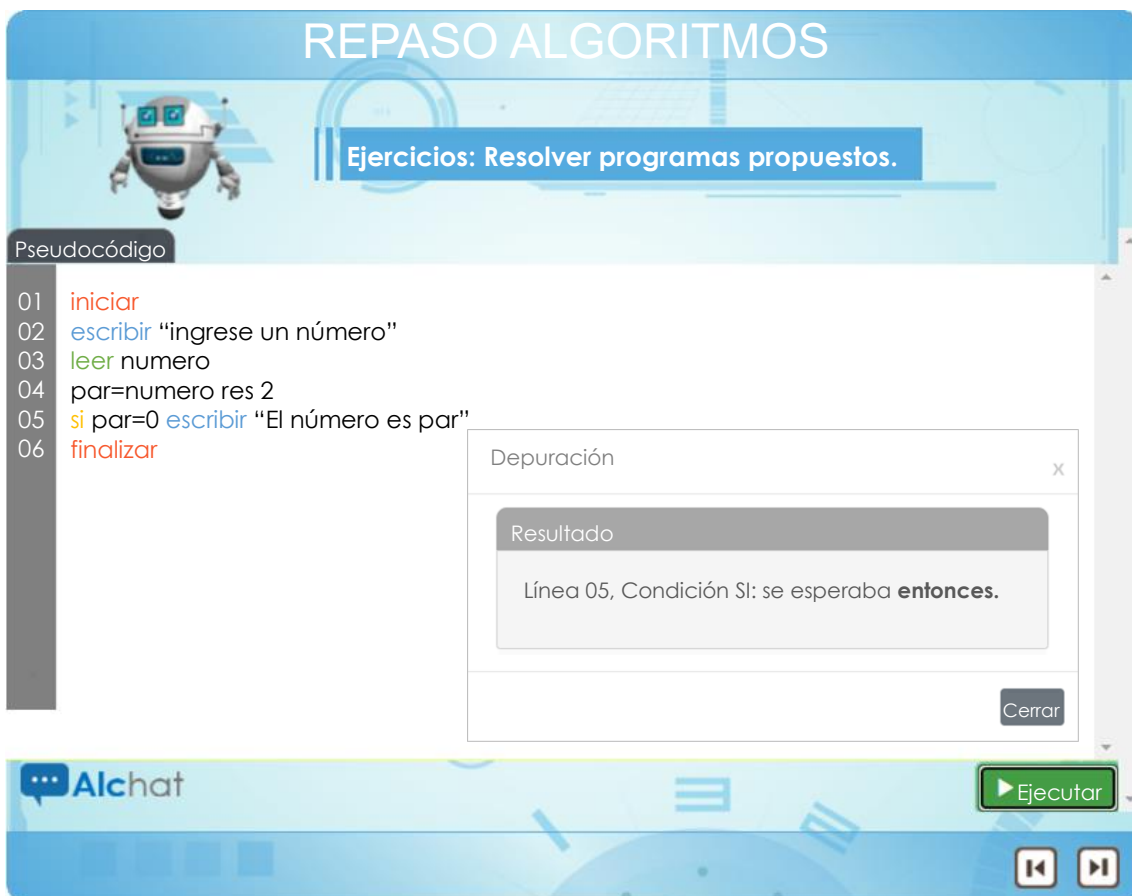 REPASO ALGORITMOS
Ejercicios: Resolver programas propuestos.
Pseudocódigo
01 iniciar
02 escribir “ingrese un número”
03 leer numero
04 par=numero res 2
05 si par=0 escribir “El número es par”
06 finalizar
Depuración x
Resultado
Línea 05, Condición SI: se esperaba entonces.
Cerrar
AIchat
Ejecutar